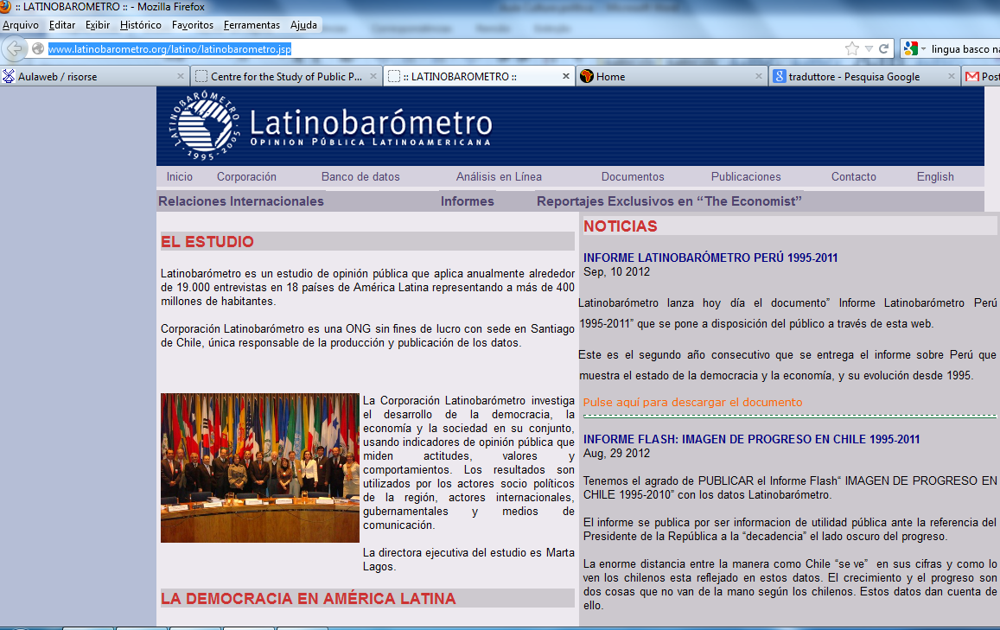 :: LATINOBAROMETRO :: - Mozilla Firefox
Arquivo Editar Exibir Histórico Favoritos Ferramentas Ajuda
www.latinobarometro.org/latino/latinobarometro.jsp
lingua basco na
Aulaweb / risorse
Centre for the Study of Public P...
:: LATINOBAROMETRO ::
Home
traduttore - Pesquisa Google
Post
LATINOBARÓMETRO
1995-2005
Latinobarómetro
OPINION PÚBLICA LATINOAMERICANA
Inicio Corporación Banco de datos Análisis en Línea Documentos Publicaciones Contacto English
Relaciones Internacionales Informes Reportajes Exclusivos en “The Economist”
EL ESTUDIO
Latinobarómetro es un estudio de opinión pública que aplica anualmente alrededor
de 19.000 entrevistas en 18 países de América Latina representando a más de 400
millones de habitantes.
Corporación Latinobarómetro es una ONG sin fines de lucro con sede en Santiago
de Chile, única responsable de la producción y publicación de los datos.
La Corporación Latinobarómetro investiga
el desarrollo de la democracia, la
economía y la sociedad en su conjunto,
usando indicadores de opinión pública que
miden actitudes, valores y
comportamientos. Los resultados son
utilizados por los actores socio políticos
de la región, actores internacionales,
gubernamentales y medios de
comunicación.
La directora ejecutiva del estudio es Marta
Lagos.
LA DEMOCRACIA EN AMÉRICA LATINA
NOTICIAS
INFORME LATINOBARÓMETRO PERÚ 1995-2011
Sep, 10 2012
Latinobarómetro lanza hoy día el documento” Informe Latinobarómetro Perú
1995-2011” que se pone a disposición del público a través de esta web.
Este es el segundo año consecutivo que se entrega el informe sobre Perú que
muestra el estado de la democracia y la economía, y su evolución desde 1995.
Pulse aquí para descargar el documento
INFORME FLASH: IMAGEN DE PROGRESO EN CHILE 1995-2011
Aug, 29 2012
Tenemos el agrado de PUBLICAR el Informe Flash“ IMAGEN DE PROGRESO EN
CHILE 1995-2010” con los datos Latinobarómetro.
El informe se publica por ser informacion de utilidad pública ante la referencia del
Presidente de la República a la “decadencia” el lado oscuro del progreso.
La enorme distancia entre la manera como Chile “se ve” en sus cifras y como lo
ven los chilenos esta reflejado en estos datos. El crecimiento y el progreso son
dos cosas que no van de la mano según los chilenos. Estos datos dan cuenta de
ello.